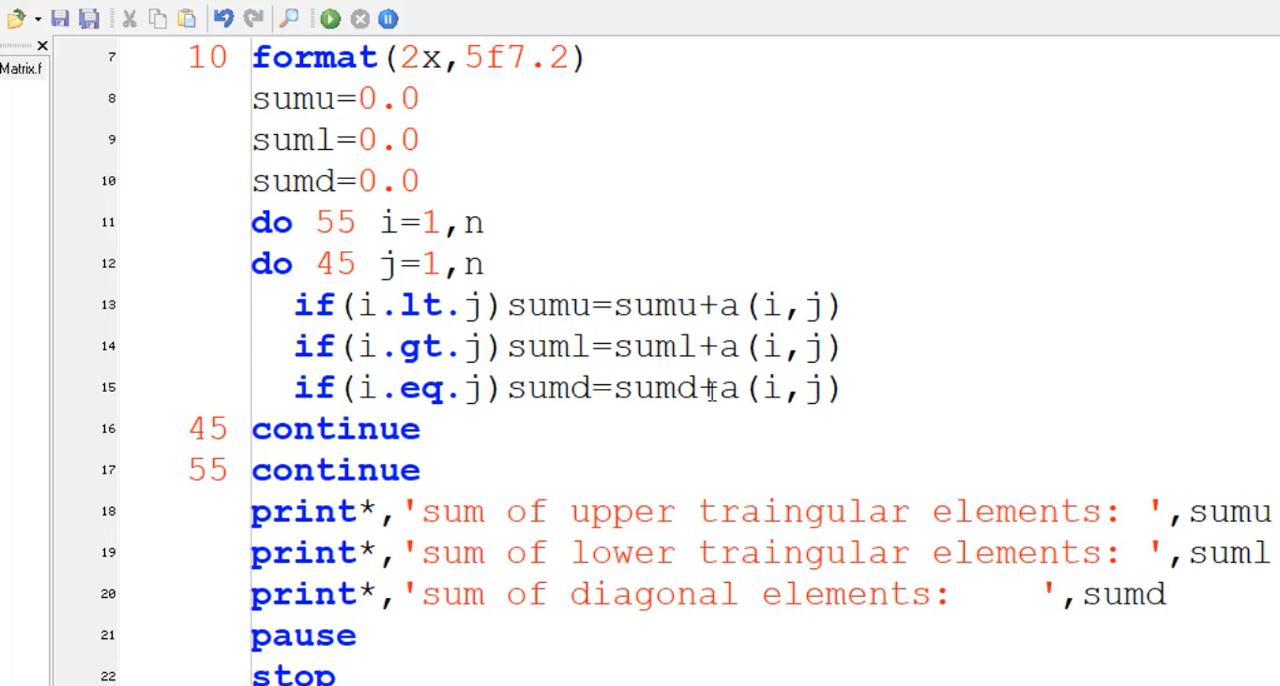 Matrix.f
7 10 format(2x,5f7.2)
8 sumu=0.0
9 suml=0.0
10 sumd=0.0
11 do 55 i=1,n
12 do 45 j=1,n
13 if(i.lt.j)sumu=sumu+a(i,j)
14 if(i.gt.j)suml=suml+a(i,j)
15 if(i.eq.j)sumd=sumd+a(i,j)
16 45 continue
17 55 continue
18 print*,'sum of upper traingular elements: ',sumu
19 print*,'sum of lower traingular elements: ',suml
20 print*,'sum of diagonal elements:    ',sumd
21 pause
22 stop